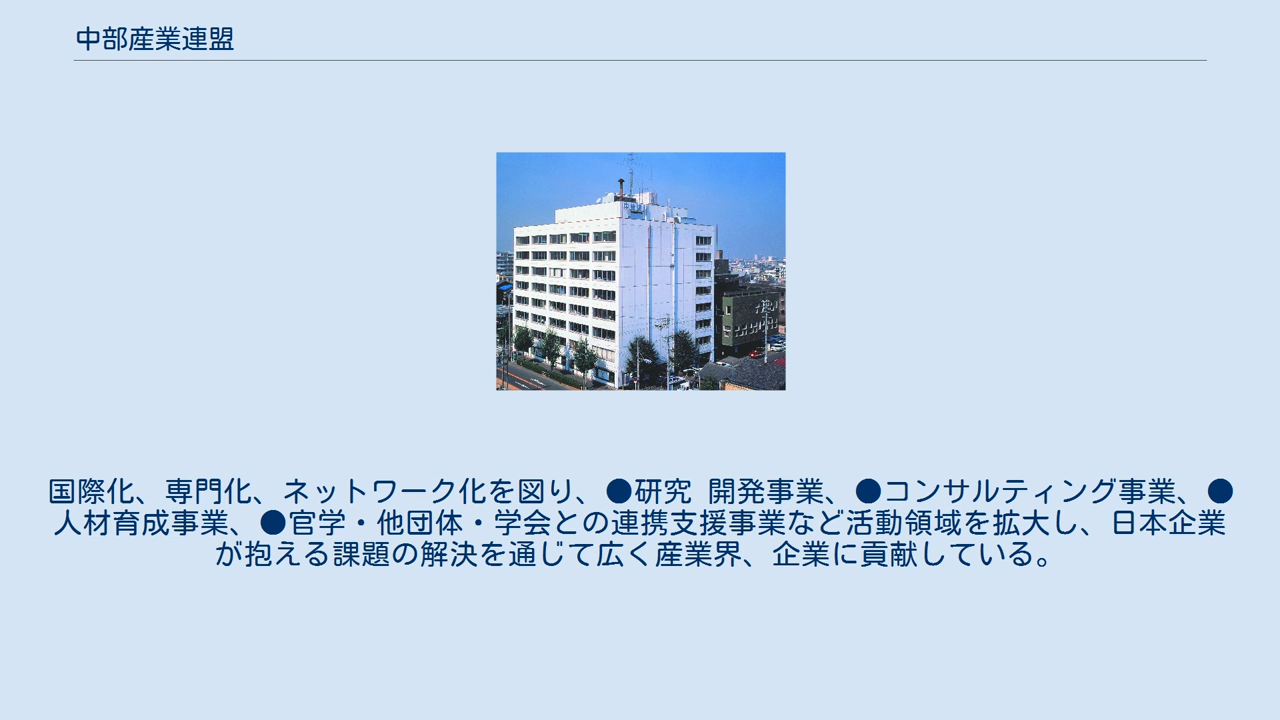 中部産業連盟
国際化、専門化、ネットワーク化を図り、●研究 開発事業、●コンサルティング事業、●
人材育成事業、●官学・他団体・学会との連携支援事業など活動領域を拡大し、日本企業
が抱える課題の解決を通じて広く産業界、企業に貢献している。